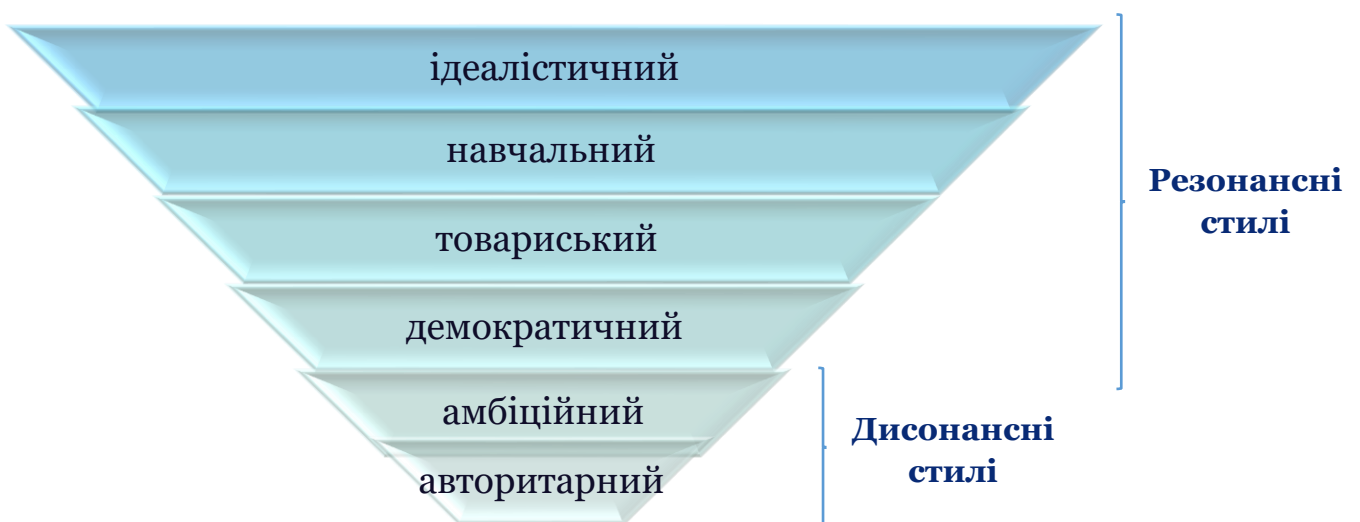 ідеалістичний
навчальний
товариський
демократичний
амбіційний
авторитарний
Резонансні
стилі
Дисонансні
стилі